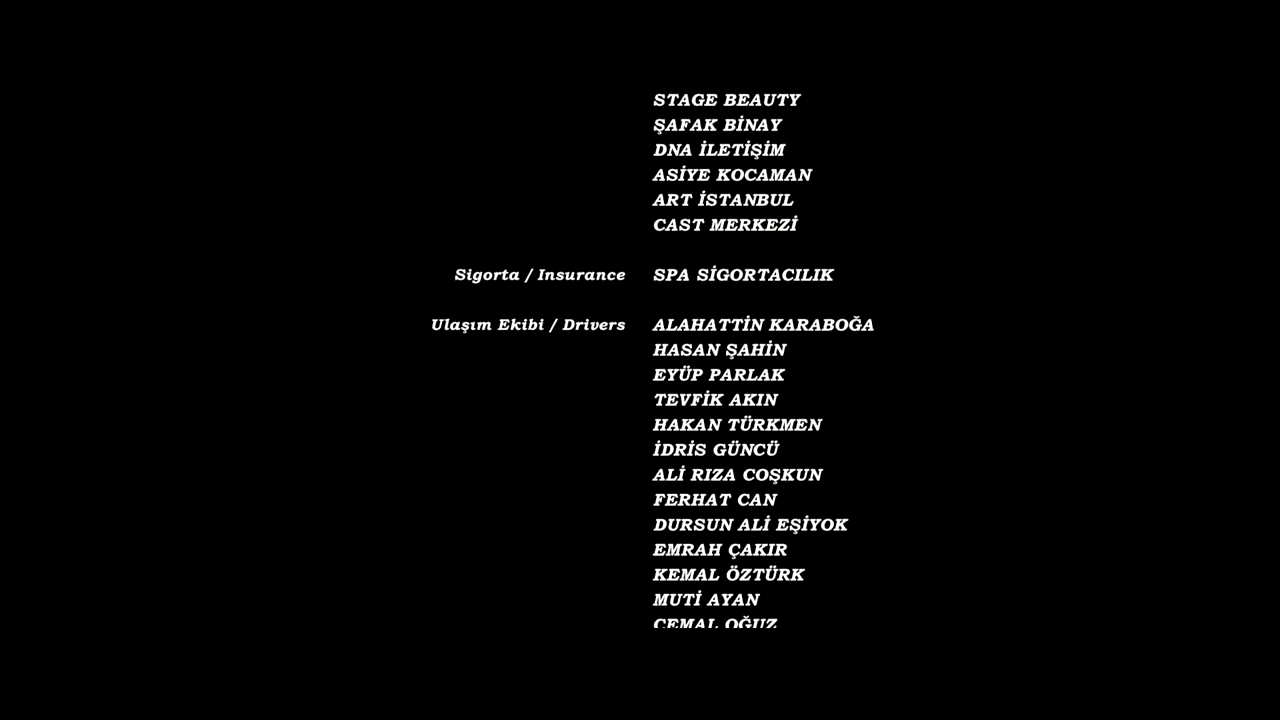 STAGE BEAUTY
ŞAFAK BİNAY
DNA İLETİŞİM
ASİYE KOCAMAN
ART İSTANBUL
CAST MERKEZİ
Sigorta / Insurance SPA SİGORTACILIK
Ulaşım Ekibi / Drivers ALAHATTİN KARABOĞA
HASAN ŞAHİN
EYÜP PARLAK
TEVFİK AKIN
HAKAN TÜRKMEN
İDRİS GÜNCÜ
ALİ RIZA COŞKUN
FERHAT CAN
DURSUN ALİ EŞİYOK
EMRAH ÇAKIR
KEMAL ÖZTÜRK
MUTİ AYAN
CEMAL OĞUZ